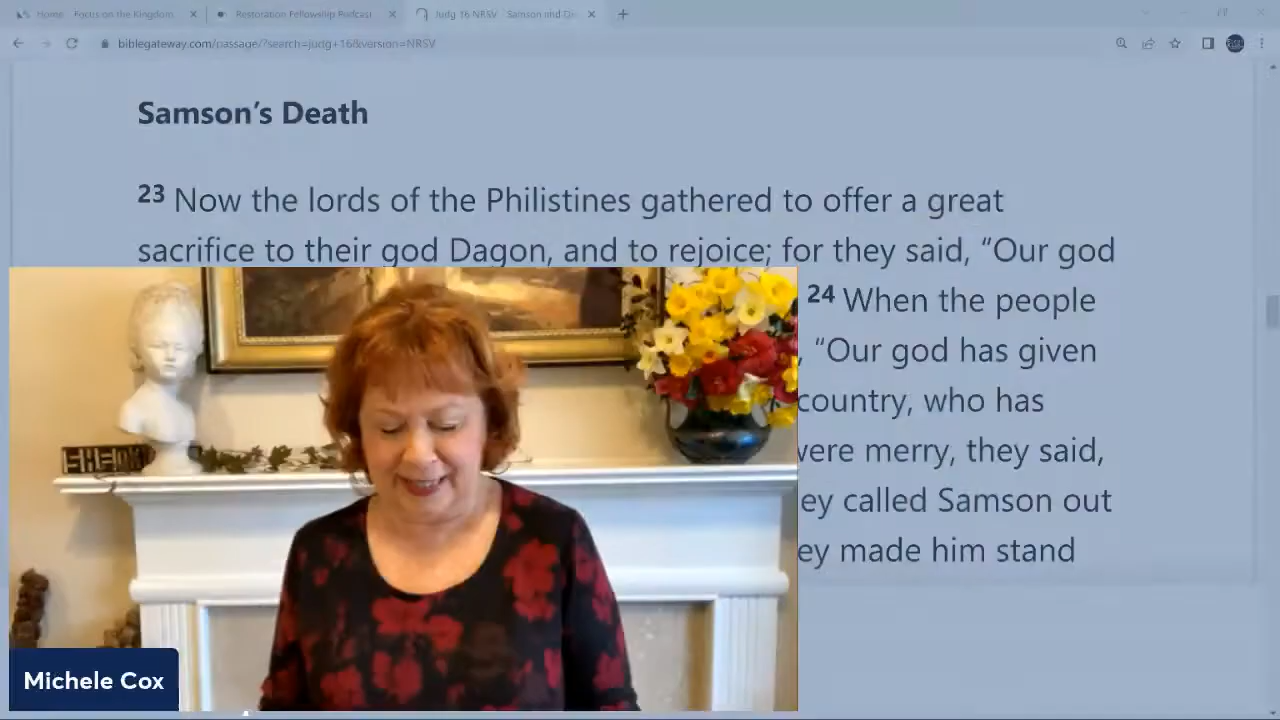 Home - Focus on the Kingdom
Restoration Fellowship Podcast
Judg 16 NRSV - Samson and De
biblegateway.com/passage/?search=judg+16&version=NRSV
Samson’s Death
23 Now the lords of the Philistines gathered to offer a great
sacrifice to their god Dagon, and to rejoice; for they said, “Our god
24 When the people
, “Our god has given
country, who has
were merry, they said,
ey called Samson out
ey made him stand
Michele Cox